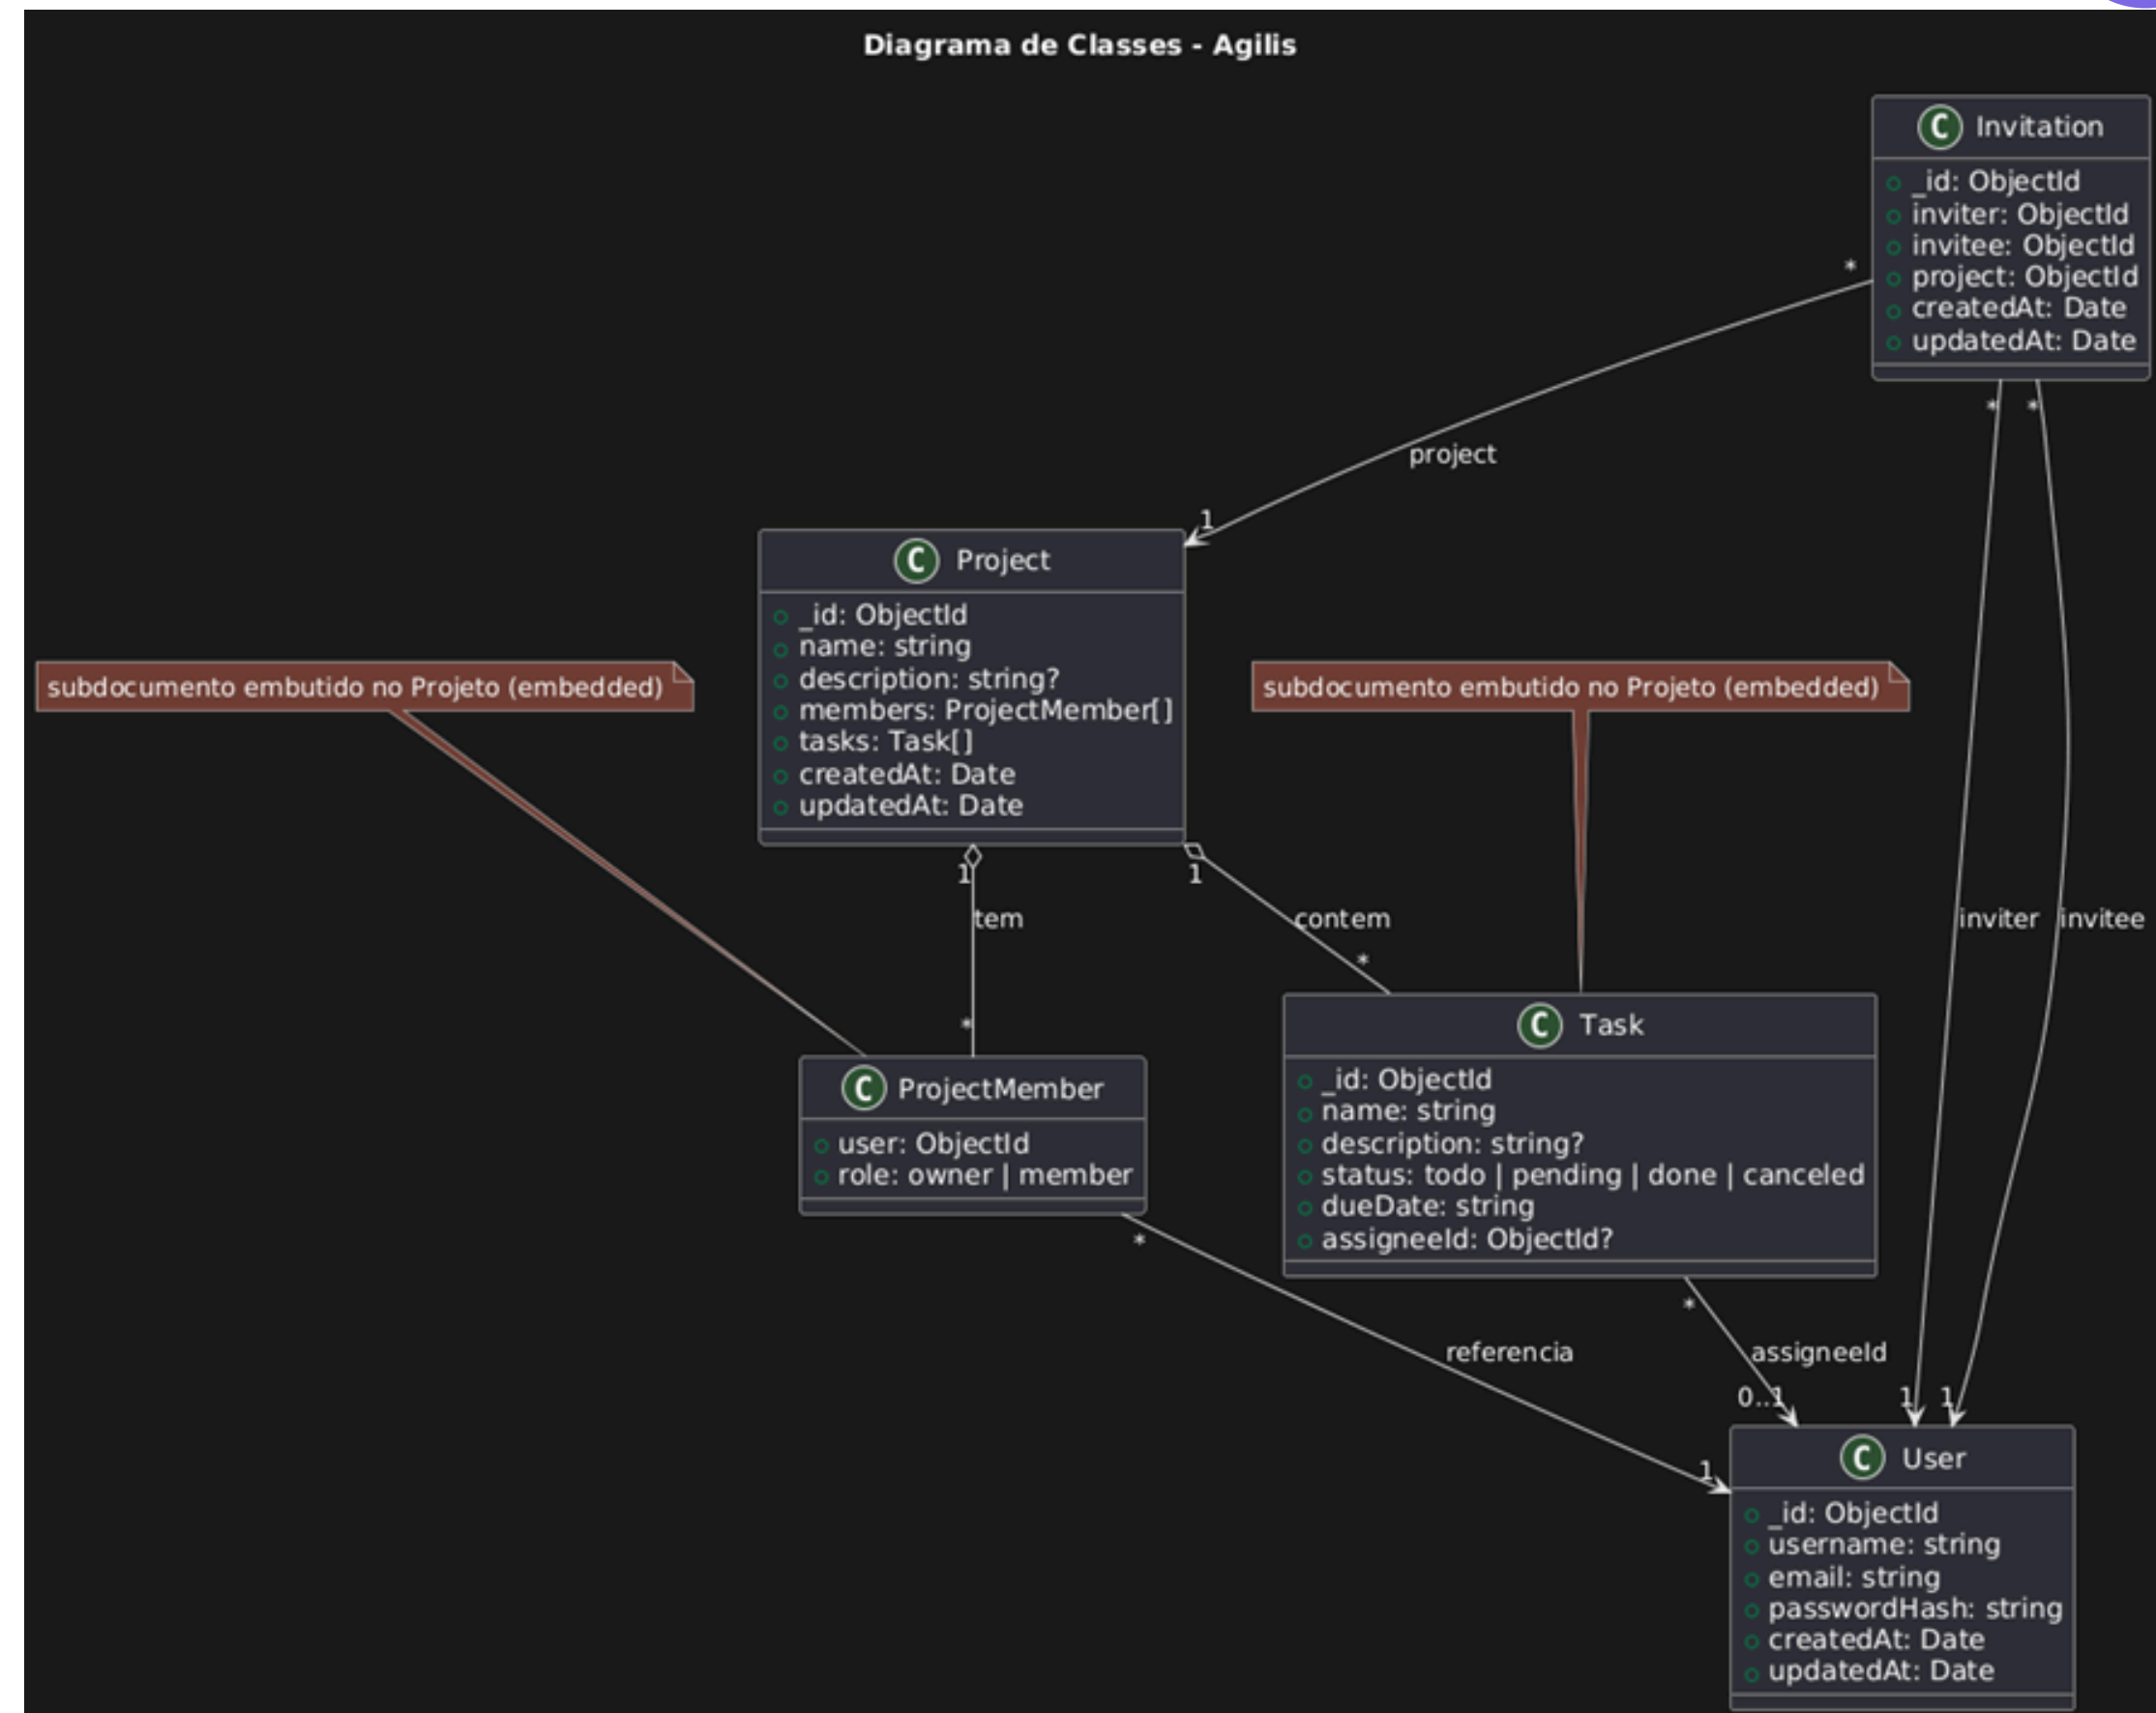 Diagrama de Classes - Agilis
C Invitation
_id: ObjectId
inviter: ObjectId
invitee: ObjectId
project: ObjectId
createdAt: Date
updatedAt: Date
*
* *
project
1
C Project
_id: ObjectId
name: string
description: string?
members: ProjectMember[]
tasks: Task[]
createdAt: Date
updatedAt: Date
subdocumento embutido no Projeto (embedded)
subdocumento embutido no Projeto (embedded)
1
1
tem
contem
inviter
invitee
*
*
C ProjectMember
user: ObjectId
role: owner | member
C Task
_id: ObjectId
name: string
description: string?
status: todo | pending | done | canceled
dueDate: string
assigneeId: ObjectId?
*
*
referencia
assigneeId
0..1
1
1
1
C User
_id: ObjectId
username: string
email: string
passwordHash: string
createdAt: Date
updatedAt: Date